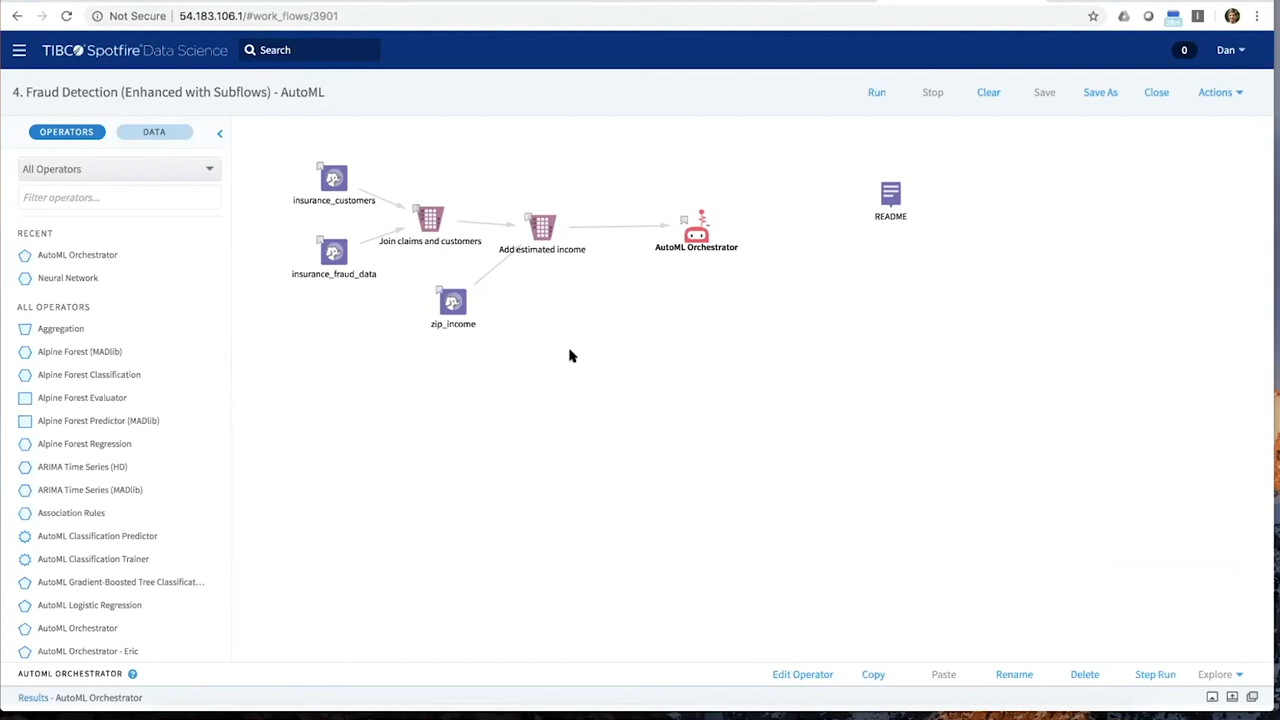 Not Secure 54.183.106.1/#work_flows/3901
TIBCO Spotfire Data Science Search 0 Dan
4. Fraud Detection (Enhanced with Subflows) - AutoML Run Stop Clear Save Save As Close Actions
OPERATORS DATA
All Operators
Filter operators...
RECENT
AutoML Orchestrator
Neural Network
ALL OPERATORS
Aggregation
Alpine Forest (MADlib)
Alpine Forest Classification
Alpine Forest Evaluator
Alpine Forest Predictor (MADlib)
Alpine Forest Regression
ARIMA Time Series (HD)
ARIMA Time Series (MADlib)
Association Rules
AutoML Classification Predictor
AutoML Classification Trainer
AutoML Gradient-Boosted Tree Classificat...
AutoML Logistic Regression
AutoML Orchestrator
AutoML Orchestrator - Eric
insurance_customers
README
Join claims and customers
Add estimated income
AutoML Orchestrator
insurance_fraud_data
zip_income
AUTOML ORCHESTRATOR ? Edit Operator Copy Paste Rename Delete Step Run Explore
Results - AutoML Orchestrator